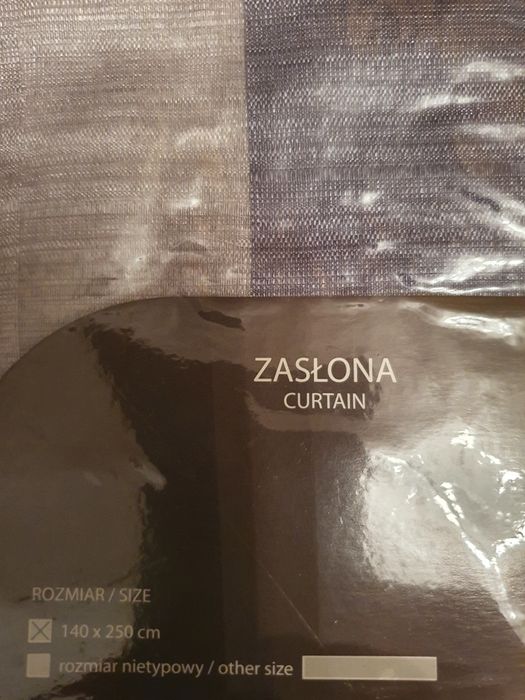 ZASŁONA
CURTAIN
ROZMIAR / SIZE
140 x 250 cm
rozmiar nietypowy / other size